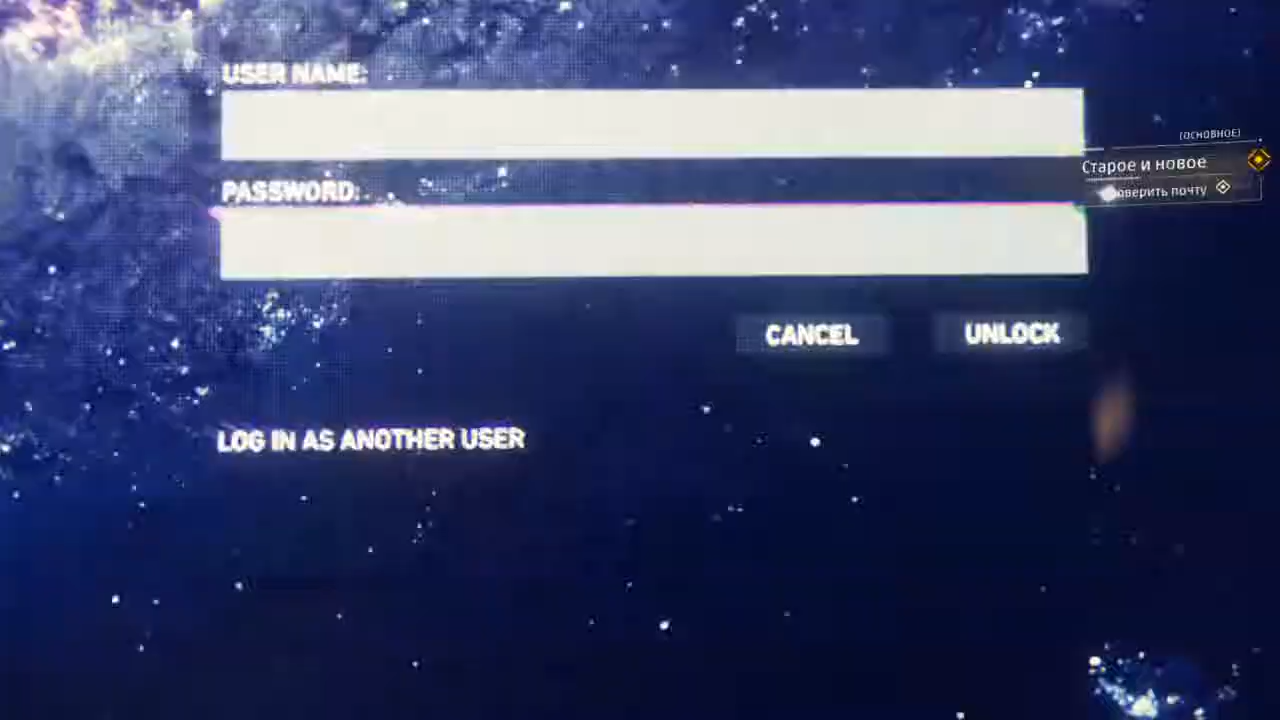 USER NAME:
(ОСНОВНОЕ)
Старое и новое
PASSWORD:
почту
CANCEL
UNLOCK
LOG IN AS ANOTHER USER